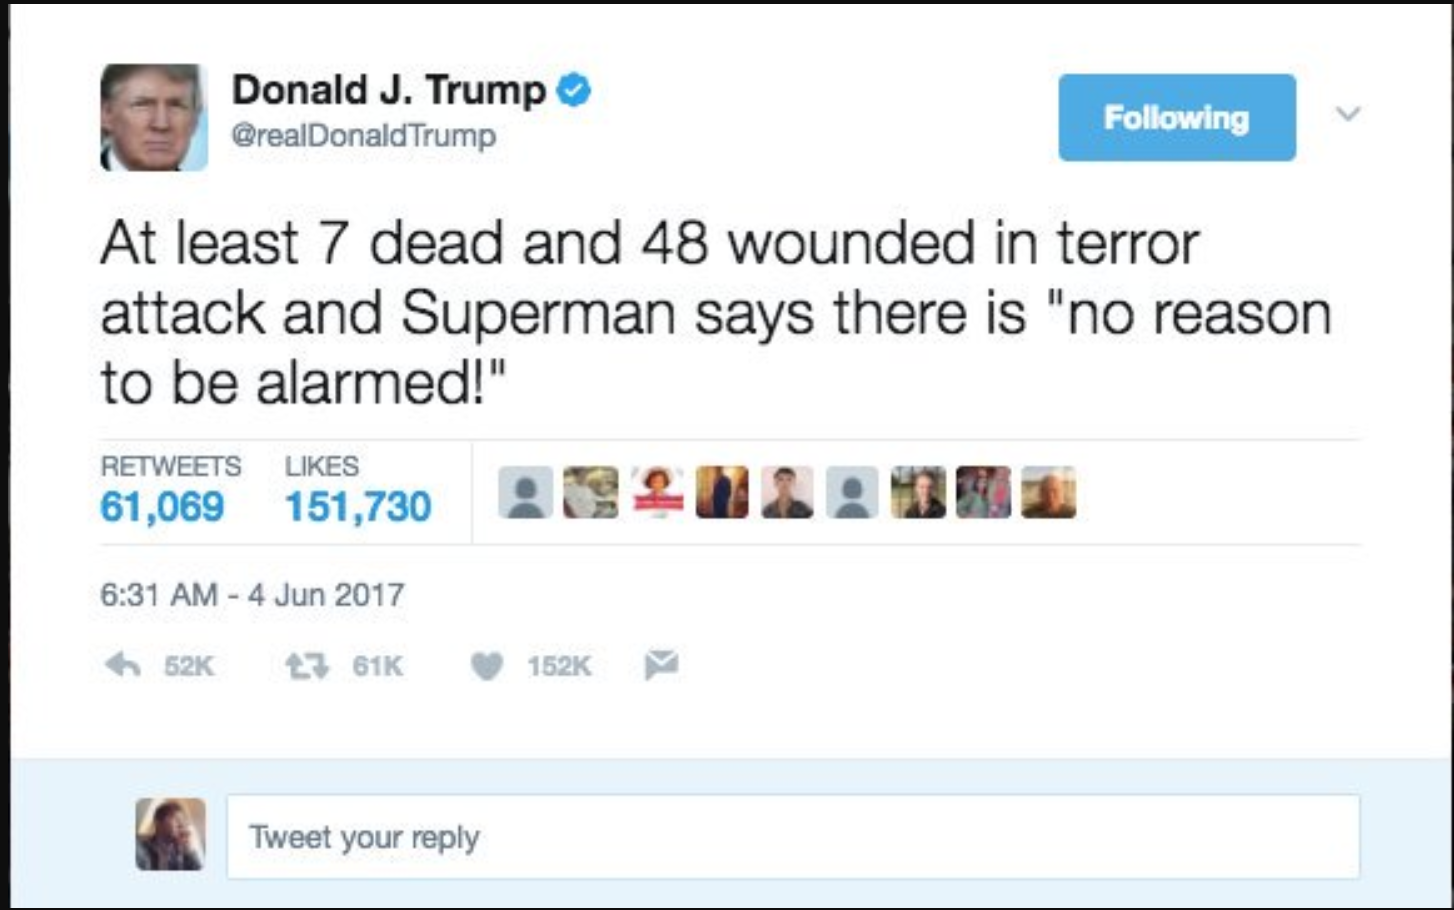 Donald J. Trump
@realDonaldTrump
Following
At least 7 dead and 48 wounded in terror
attack and Superman says there is "no reason
to be alarmed!"
RETWEETS LIKES
61,069 151,730
6:31 AM - 4 Jun 2017
52K 61K 152K
Tweet your reply